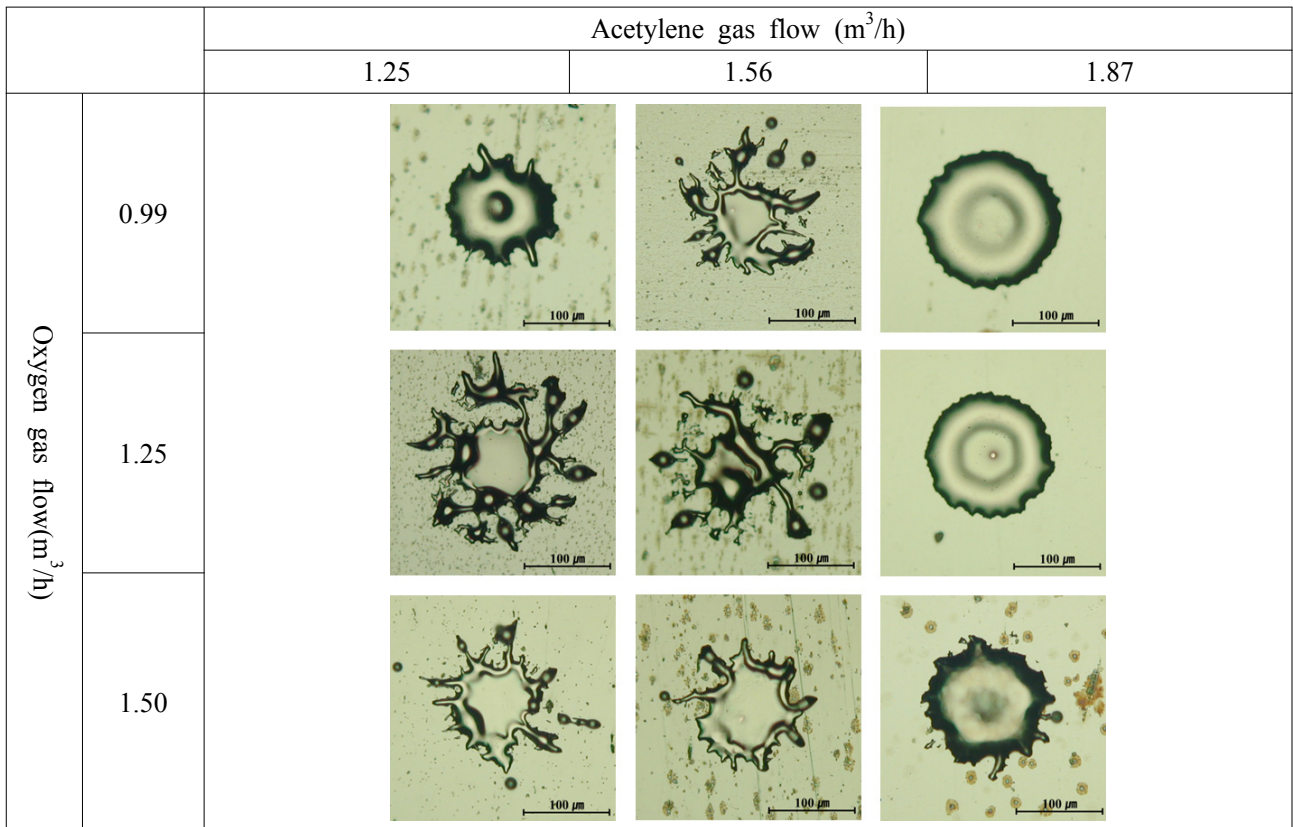 Acetylene gas flow (m³/h)
1.25 1.56 1.87
Oxygen gas flow(m³/h)
0.99
100 µm 100 µm 100 µm
1.25
100 µm 100 µm 100 µm
1.50
100 µm 100 µm 100 µm